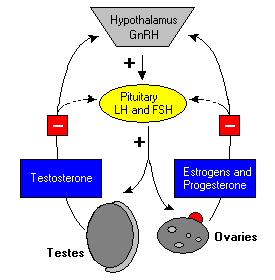 Hypothalamus
GnRH
+
Pituitary
LH and FSH
− −
+
Testosterone
Estrogens and
Progesterone
Testes
Ovaries